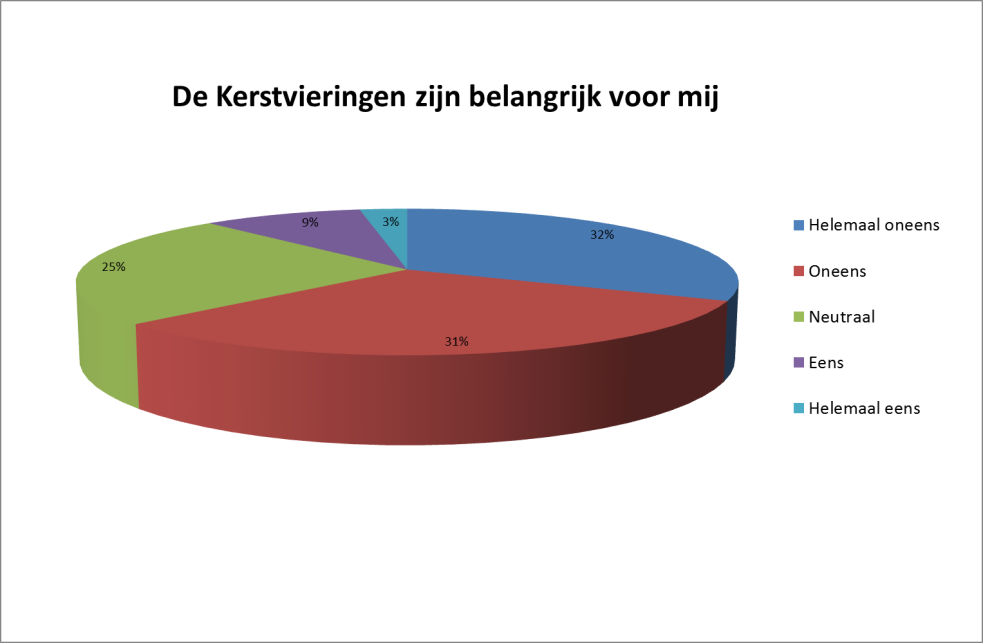 De Kerstvieringen zijn belangrijk voor mij
3%
9%
32%
25%
31%
Helemaal oneens
Oneens
Neutraal
Eens
Helemaal eens